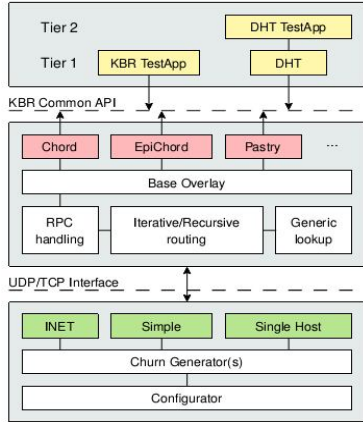 Tier 2
DHT TestApp
Tier 1
KBR TestApp
DHT
KBR Common API
Chord
EpiChord
Pastry
...
Base Overlay
RPC
handling
Iterative/Recursive
routing
Generic
lookup
UDP/TCP Interface
INET
Simple
Single Host
Churn Generator(s)
Configurator